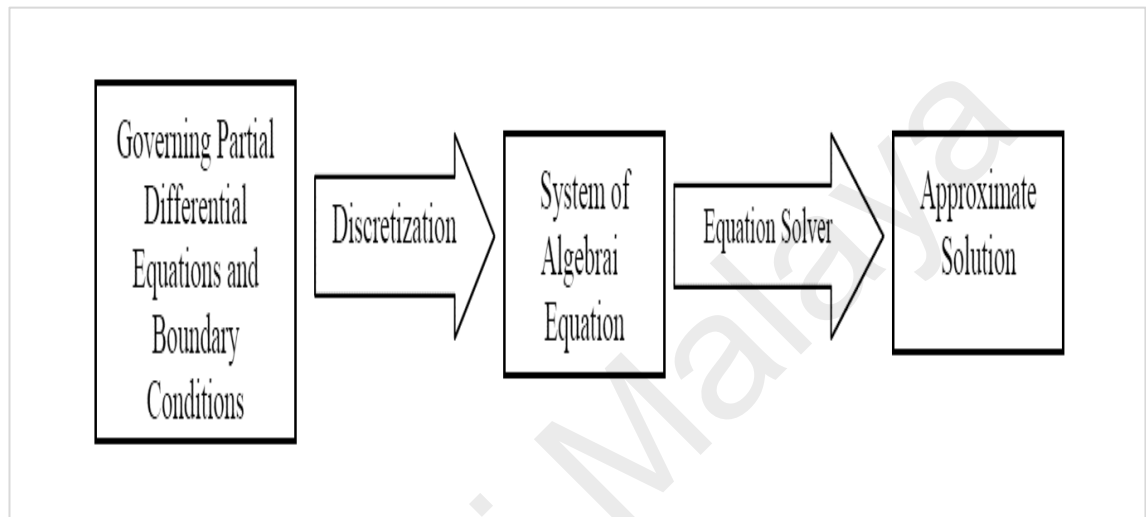 Governing Partial
Differential
Equations and
Boundary
Conditions
Discretization
System of
Algebrai
Equation
Equation Solver
Approximate
Solution
Malaya